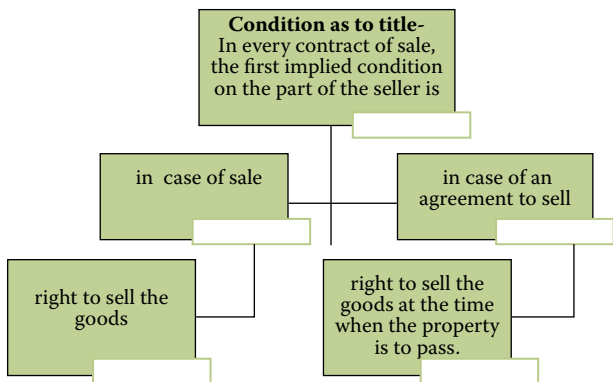 Condition as to title-
In every contract of sale,
the first implied condition
on the part of the seller is
in case of sale
in case of an
agreement to sell
right to sell the
goods
right to sell the
goods at the time
when the property
is to pass.